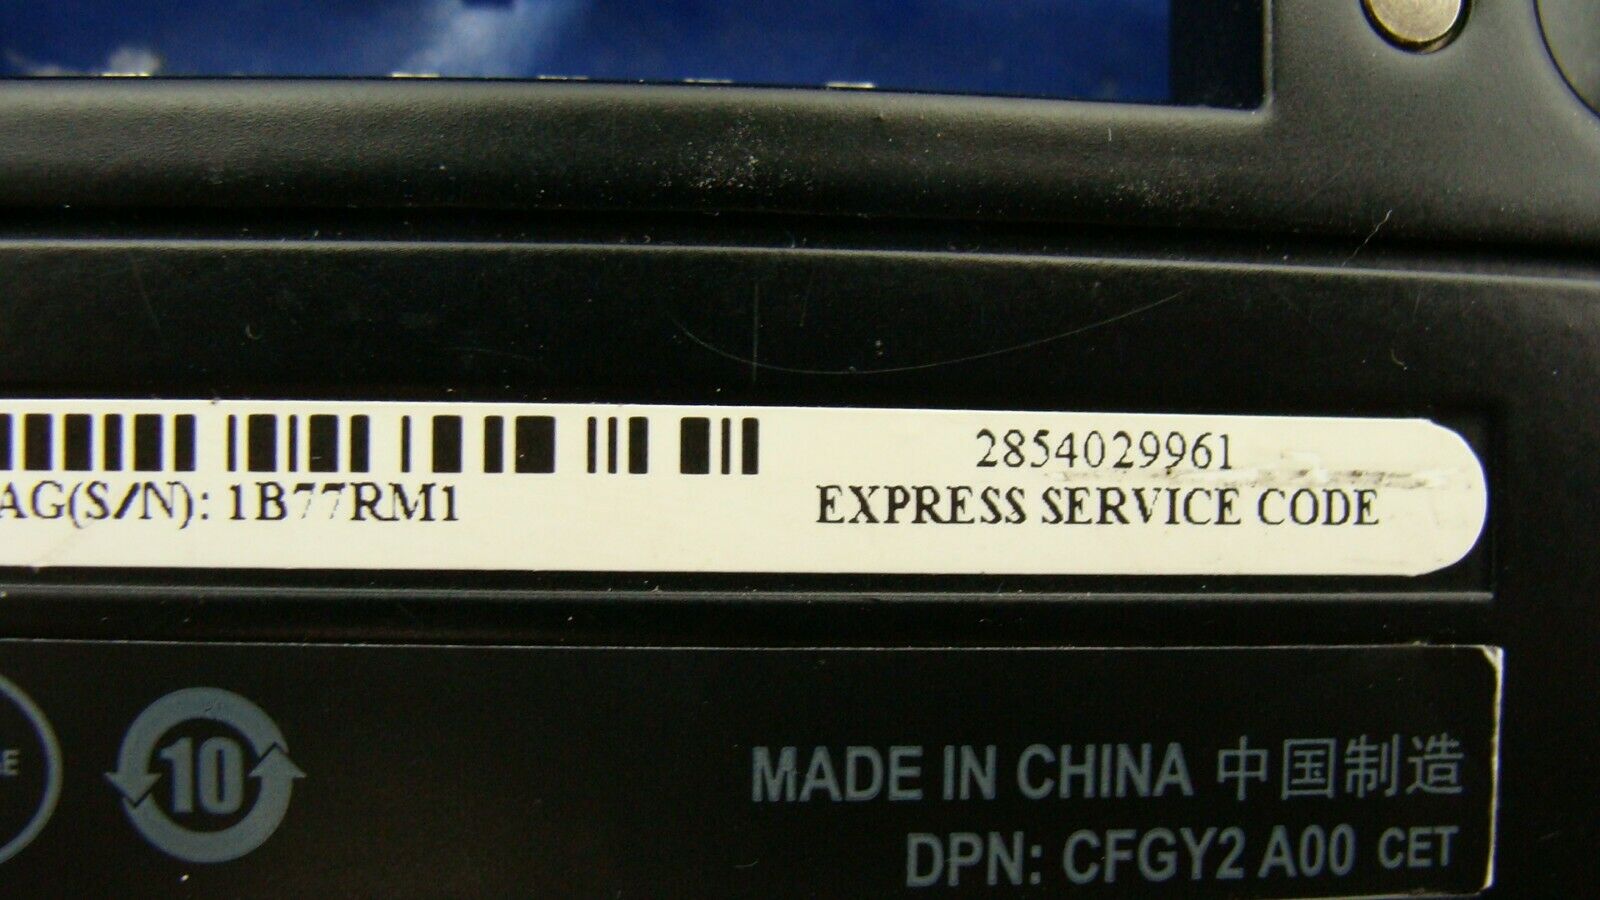 2854029961
AG(S/N): 1B77RM1 EXPRESS SERVICE CODE
10
MADE IN CHINA 中国制造
DPN: CFGY2 A00 CET